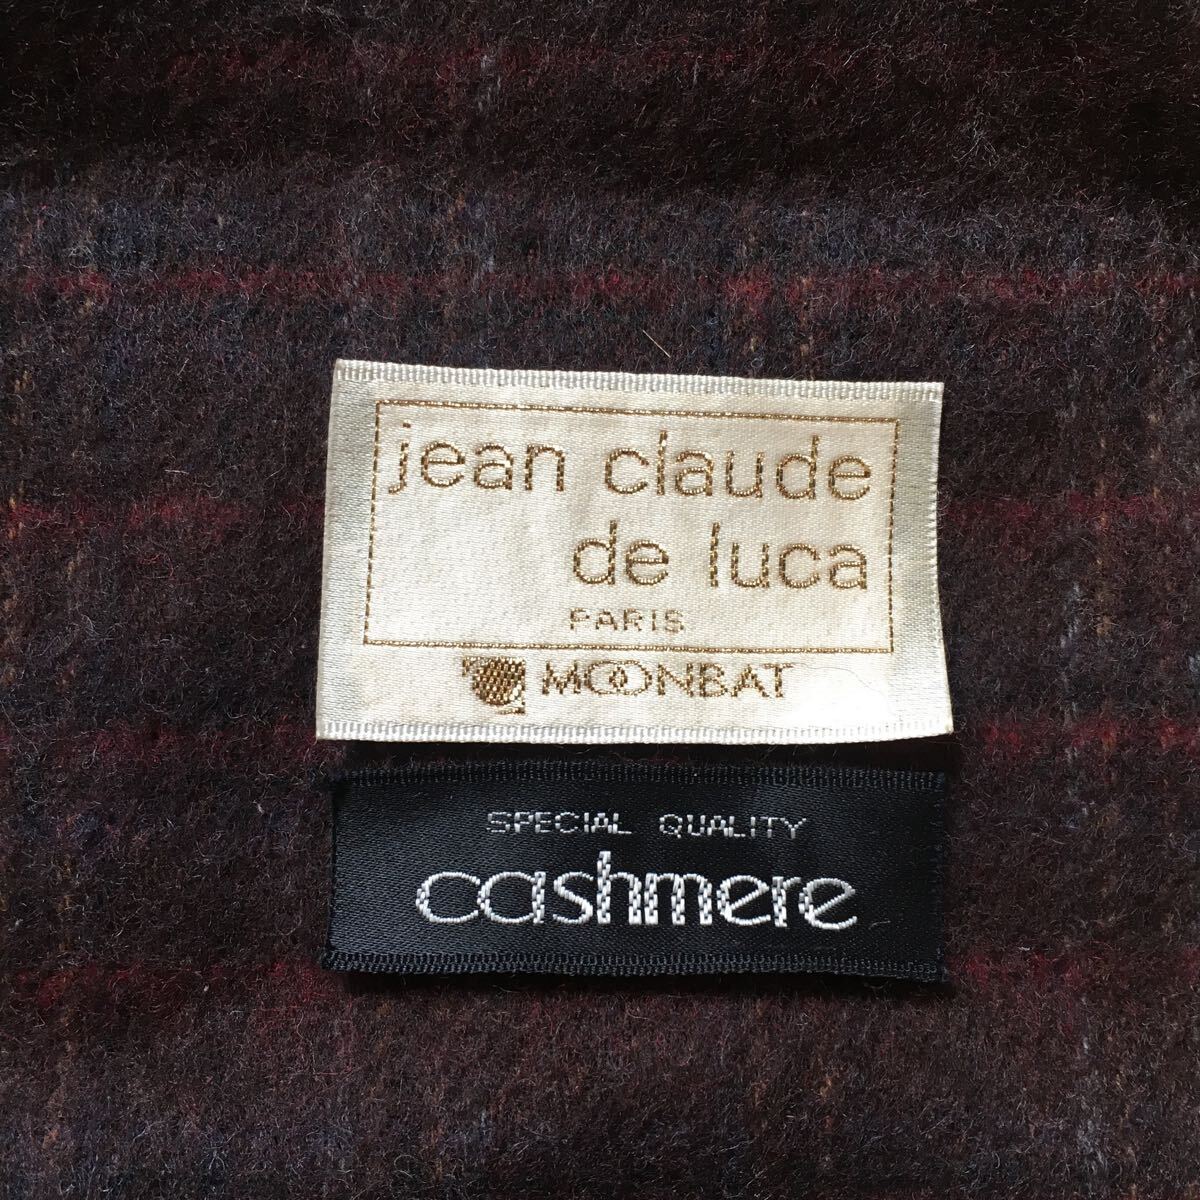 jean claude
de luca
PARIS
MOONBAT
SPECIAL QUALITY
cashmere